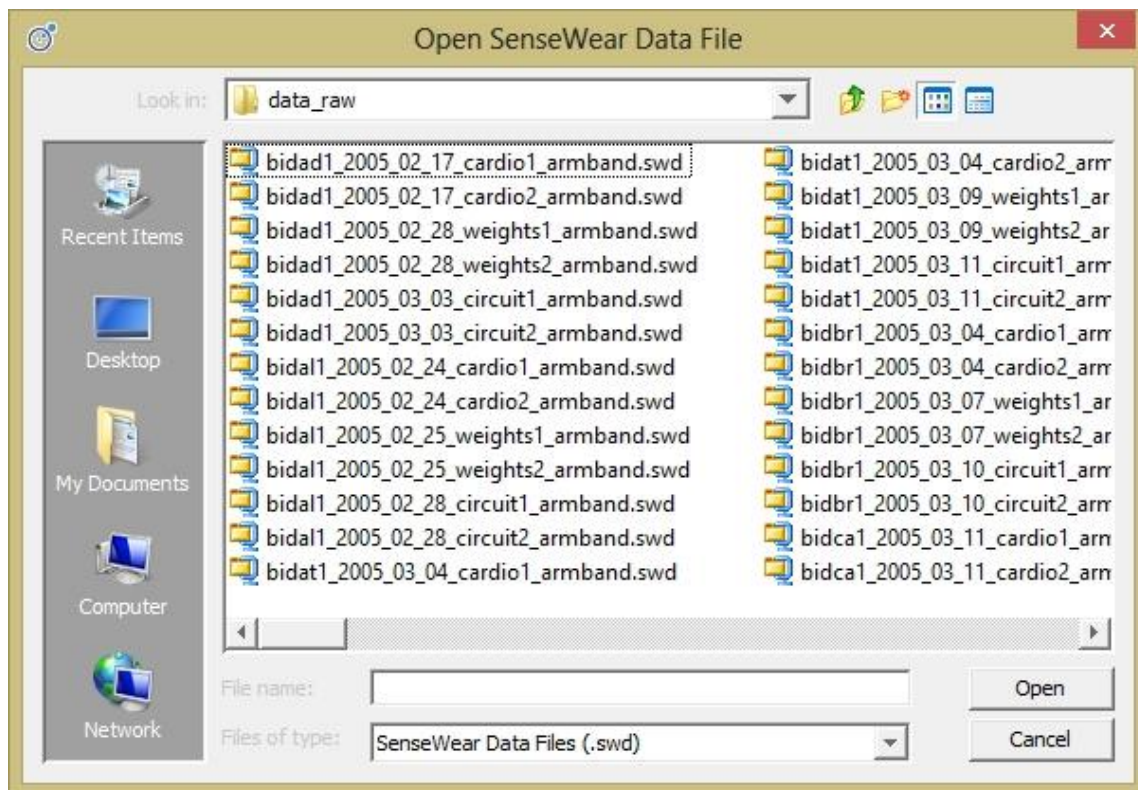 Open SenseWear Data File
Look in:
data_raw
Recent Items
Desktop
My Documents
Computer
Network
bidad1_2005_02_17_cardio1_armband.swd
bidad1_2005_02_17_cardio2_armband.swd
bidad1_2005_02_28_weights1_armband.swd
bidad1_2005_02_28_weights2_armband.swd
bidad1_2005_03_03_circuit1_armband.swd
bidad1_2005_03_03_circuit2_armband.swd
bidal1_2005_02_24_cardio1_armband.swd
bidal1_2005_02_24_cardio2_armband.swd
bidal1_2005_02_25_weights1_armband.swd
bidal1_2005_02_25_weights2_armband.swd
bidal1_2005_02_28_circuit1_armband.swd
bidal1_2005_02_28_circuit2_armband.swd
bidat1_2005_03_04_cardio1_armband.swd
bidat1_2005_03_04_cardio2_arm
bidat1_2005_03_09_weights1_ar
bidat1_2005_03_09_weights2_ar
bidat1_2005_03_11_circuit1_arm
bidat1_2005_03_11_circuit2_arm
bidbr1_2005_03_04_cardio1_arm
bidbr1_2005_03_04_cardio2_arm
bidbr1_2005_03_07_weights1_ar
bidbr1_2005_03_07_weights2_ar
bidbr1_2005_03_10_circuit1_arm
bidbr1_2005_03_10_circuit2_arm
bidca1_2005_03_11_cardio1_arm
bidca1_2005_03_11_cardio2_arm
File name:
Open
Files of type:
SenseWear Data Files (.swd)
Cancel